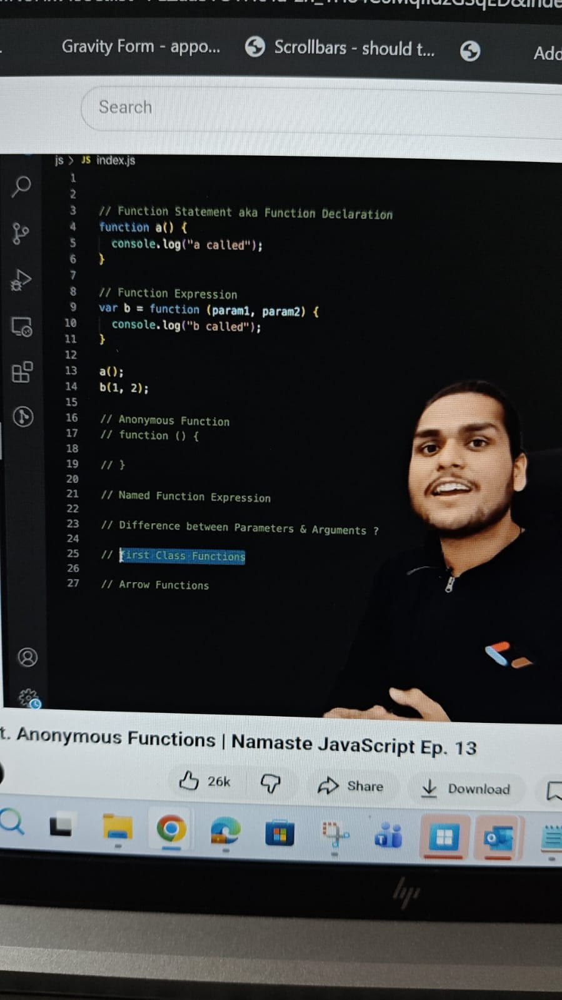 Gravity Form - appo...
Scrollbars - should t...
Add
Search
js > JS index.js
1
2
3 // Function Statement aka Function Declaration
4 function a() {
5 console.log("a called");
6 }
7
8 // Function Expression
9 var b = function (param1, param2) {
10 console.log("b called");
11 }
12
13 a();
14 b(1, 2);
15
16 // Anonymous Function
17 // function () {
18
19 // }
20
21 // Named Function Expression
22
23 // Difference between Parameters & Arguments ?
24
25 // First Class Functions
26
27 // Arrow Functions
t. Anonymous Functions | Namaste JavaScript Ep. 13
26k
Share
Download
hp